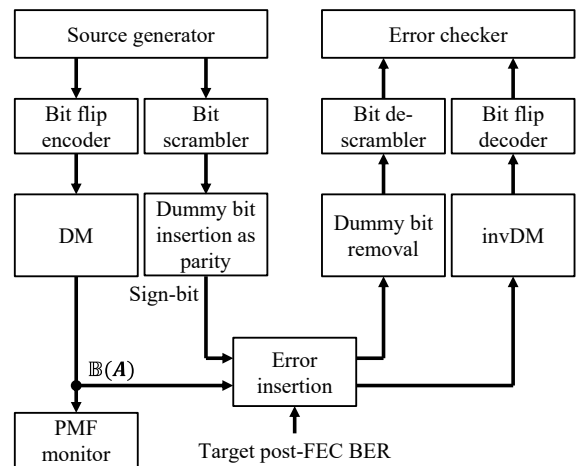 Source generator
Error checker
Bit flip
encoder
Bit
scrambler
Bit de-
scrambler
Bit flip
decoder
DM
Dummy bit
insertion as
parity
Dummy bit
removal
invDM
Sign-bit
𝔹(𝑨)
Error
insertion
PMF
monitor
Target post-FEC BER